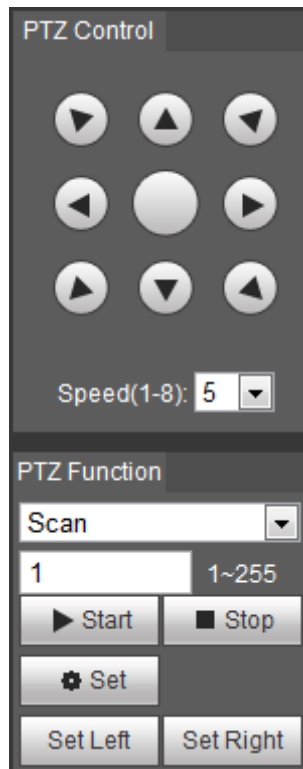 PTZ Control
Speed(1-8): 5
PTZ Function
Scan
1 1~255
Start Stop
Set
Set Left Set Right